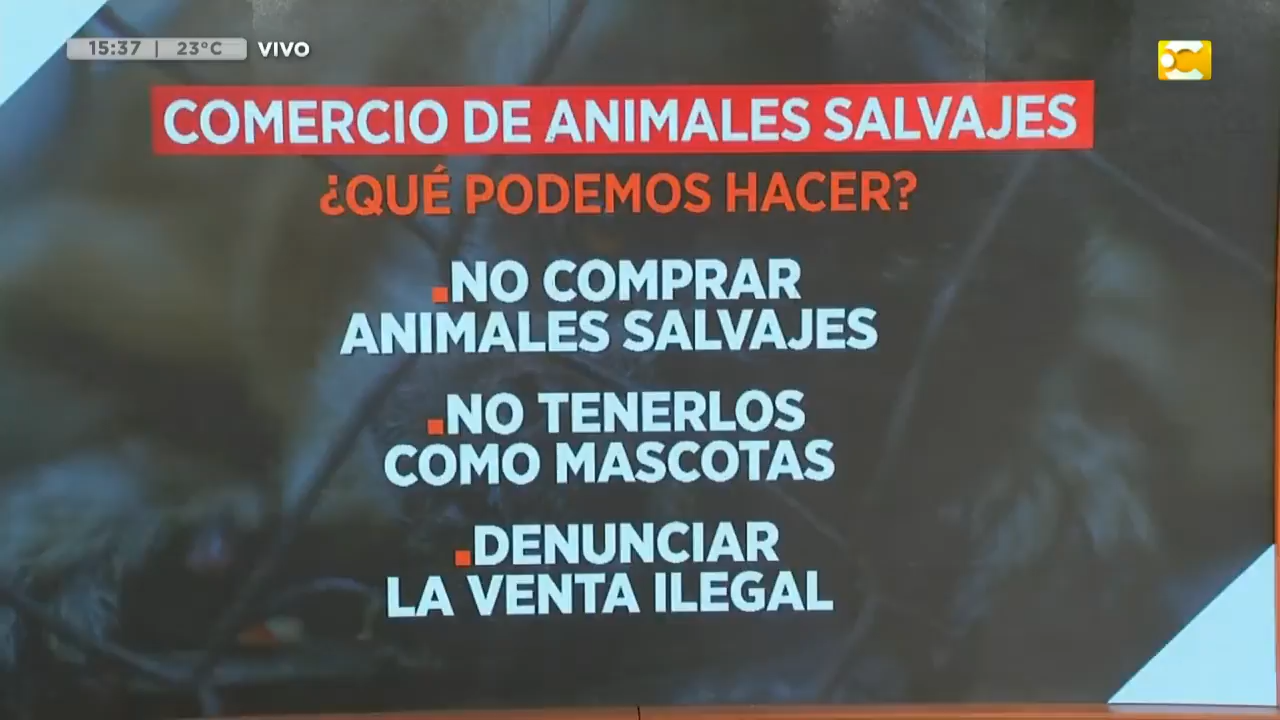 15:37 | 23°C VIVO
COMERCIO DE ANIMALES SALVAJES
¿QUÉ PODEMOS HACER?
.NO COMPRAR
ANIMALES SALVAJES
.NO TENERLOS
COMO MASCOTAS
.DENUNCIAR
LA VENTA ILEGAL